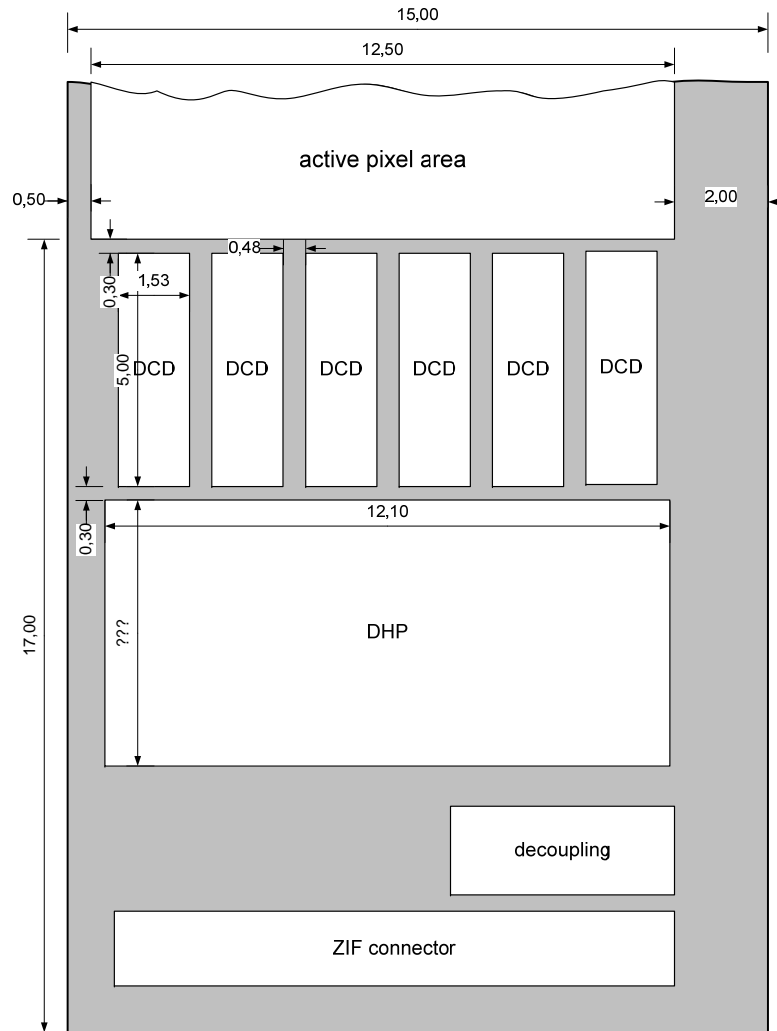 15,00
12,50
active pixel area
0,50
2,00
0,48
0,30
1,53
5,00
DCD
DCD
DCD
DCD
DCD
DCD
0,30
12,10
17,00
???
DHP
decoupling
ZIF connector